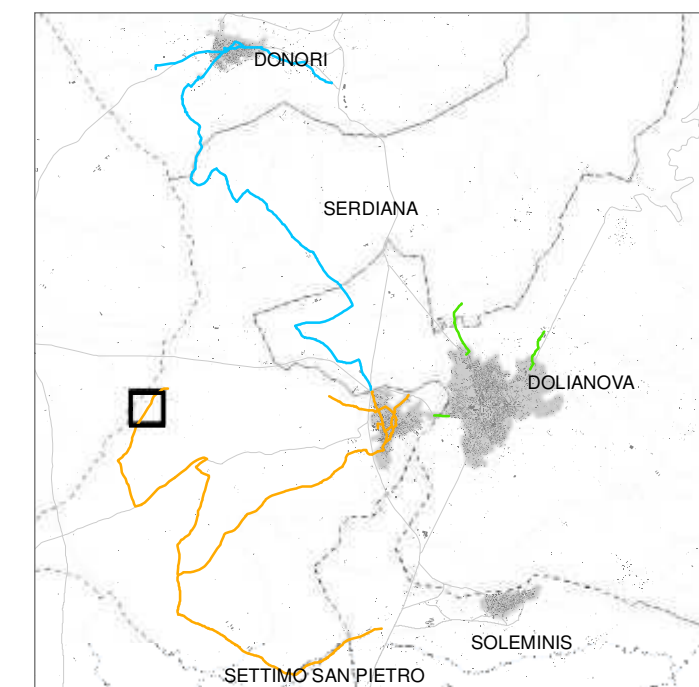 DONORI
SERDIANA
DOLIANOVA
SOLEMINIS
SETTIMO SAN PIETRO